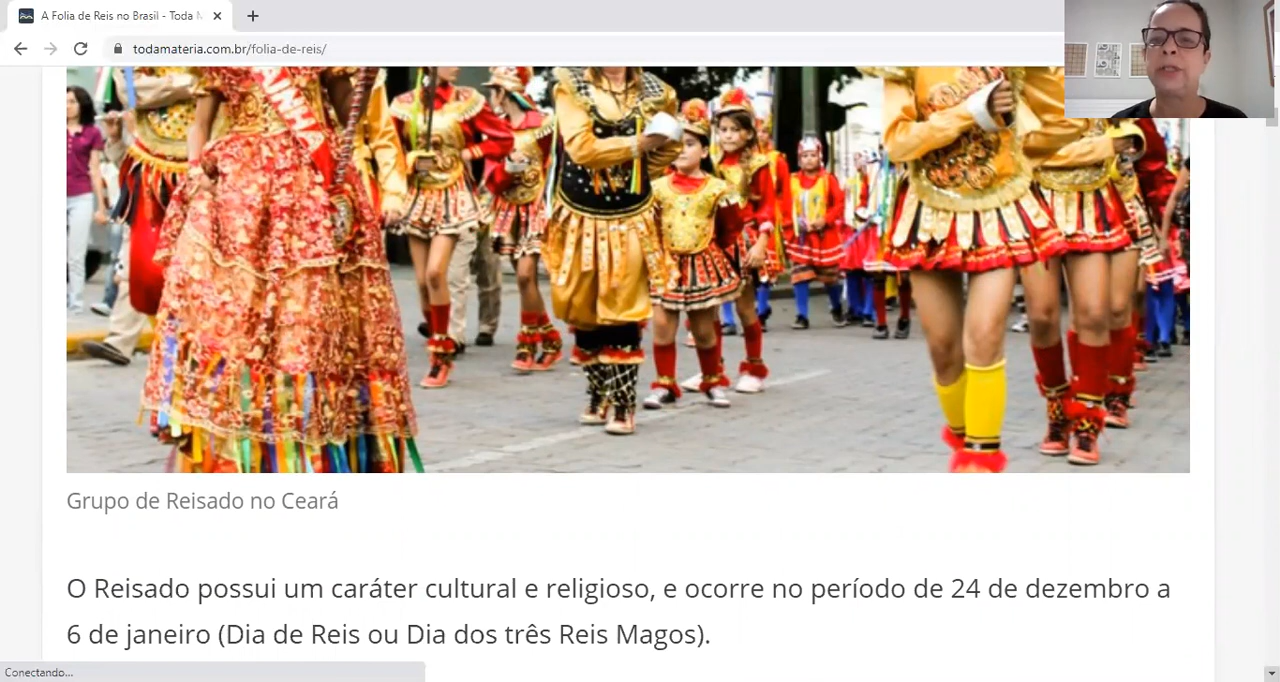 A Folia de Reis no Brasil - Toda M
todamateria.com.br/folia-de-reis/
Grupo de Reisado no Ceará
O Reisado possui um caráter cultural e religioso, e ocorre no período de 24 de dezembro a
6 de janeiro (Dia de Reis ou Dia dos três Reis Magos).
Conectando...